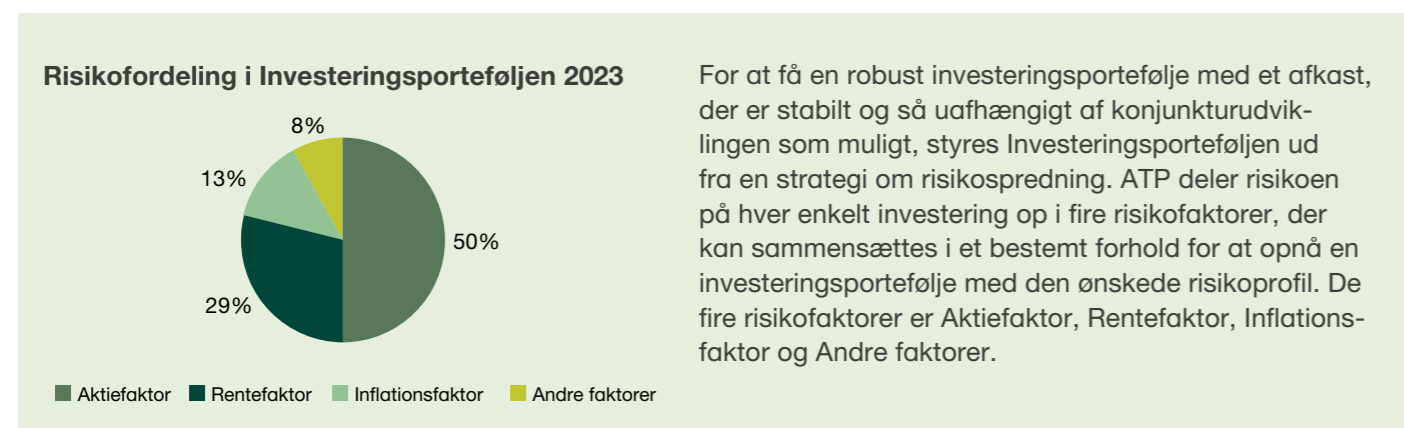 Risikofordeling i Investeringsporteføljen 2023
8%
13%
50%
29%
Aktiefaktor Rentefaktor Inflationsfaktor Andre faktorer
For at få en robust investeringsportefølje med et afkast,
der er stabilt og så uafhængigt af konjunkturudvik-
lingen som muligt, styres Investeringsporteføljen ud
fra en strategi om risikospredning. ATP deler risikoen
på hver enkelt investering op i fire risikofaktorer, der
kan sammensættes i et bestemt forhold for at opnå en
investeringsportefølje med den ønskede risikoprofil. De
fire risikofaktorer er Aktiefaktor, Rentefaktor, Inflations-
faktor og Andre faktorer.